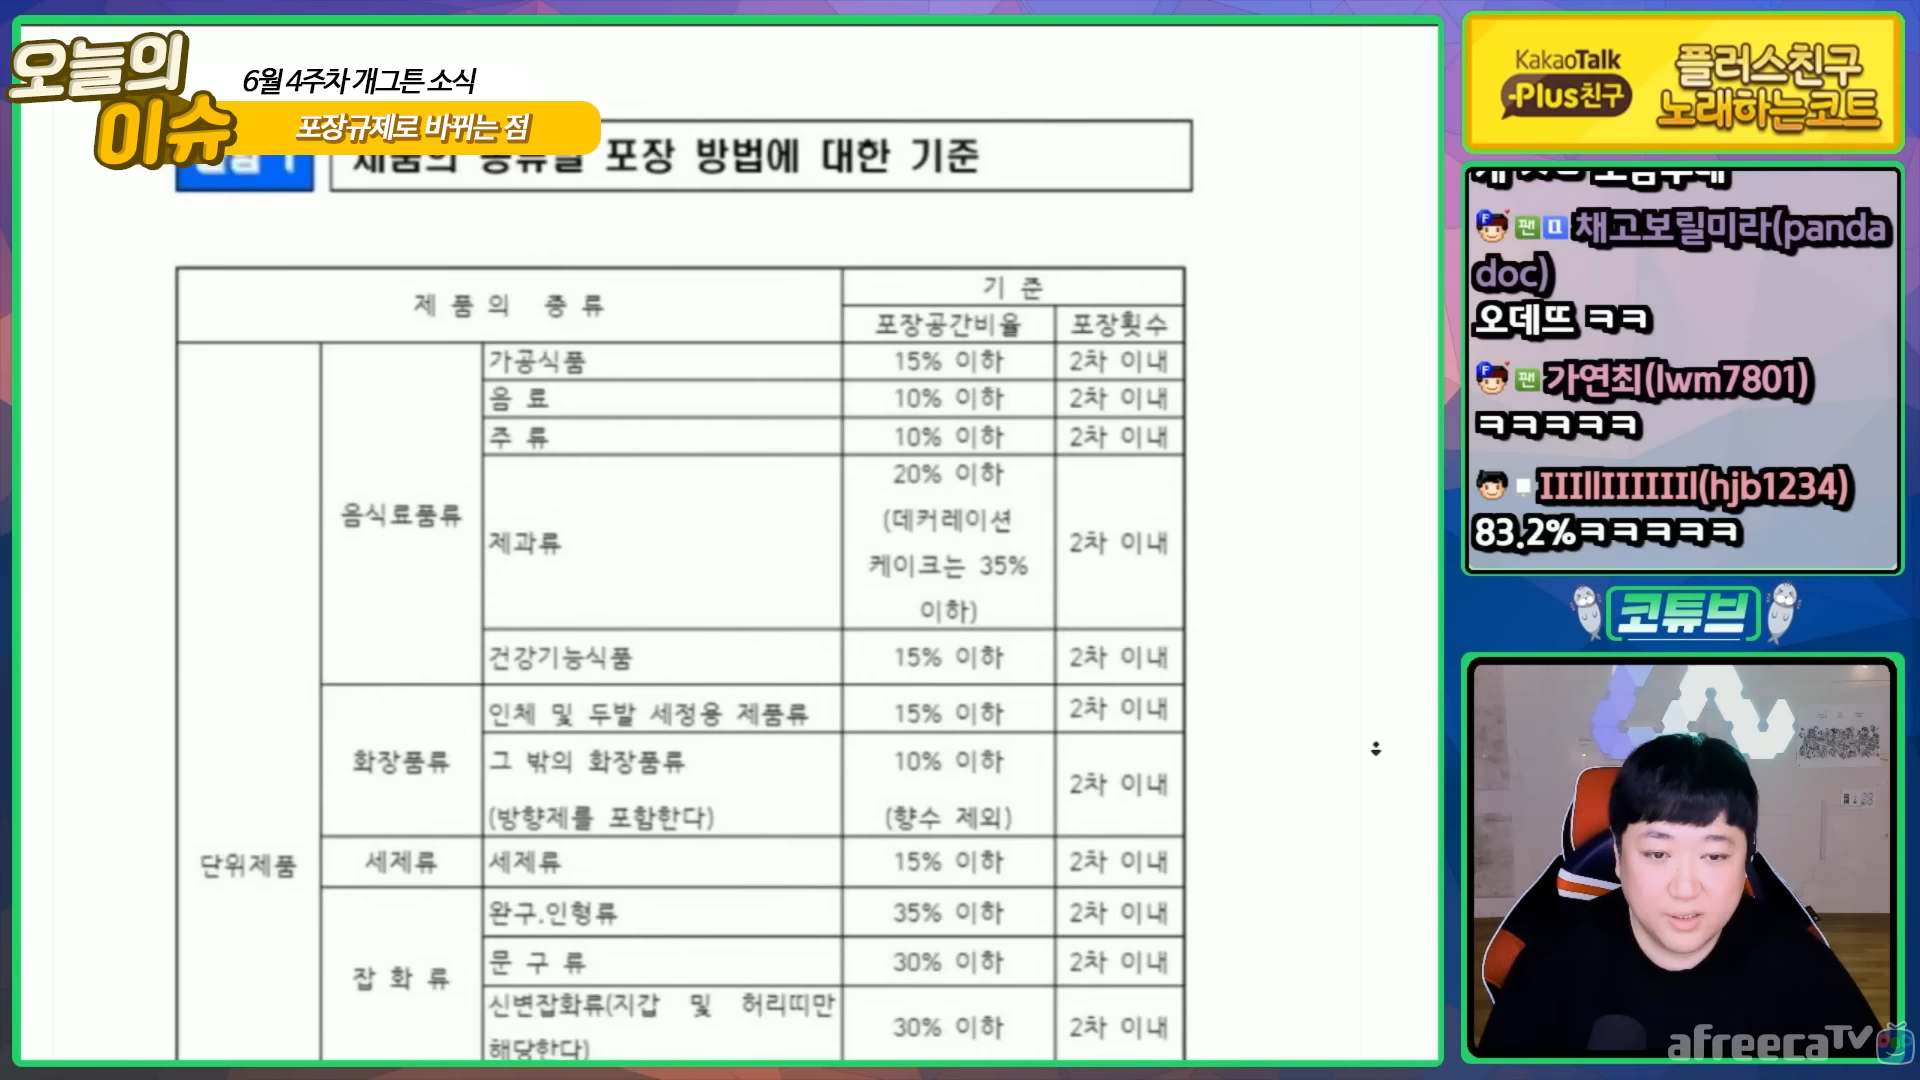 오늘의
이슈
6월 4주차 개그튼 소식
포장규제로 바뀌는 점
제품의 종류별 포장 방법에 대한 기준
제 품 의 종 류
기 준
포장공간비율
포장횟수
단위제품
음식료품류
가공식품
15% 이하
2차 이내
음 료
10% 이하
2차 이내
주 류
10% 이하
2차 이내
제과류
20% 이하
(데커레이션
케이크는 35%
이하)
2차 이내
건강기능식품
15% 이하
2차 이내
화장품류
인체 및 두발 세정용 제품류
15% 이하
2차 이내
그 밖의 화장품류
(방향제를 포함한다)
10% 이하
(향수 제외)
2차 이내
세제류
세제류
15% 이하
2차 이내
잡 화 류
완구.인형류
35% 이하
2차 이내
문 구 류
30% 이하
2차 이내
신변잡화류(지갑 및 허리띠만
해당한다)
30% 이하
2차 이내
KakaoTalk
Plus친구
플러스친구
노래하는코트
팬 채고보릴미라(panda
doc)
오데뜨 ㅋㅋ
팬 가연최(lwm7801)
ㅋㅋㅋㅋㅋ
IIIllIIIIIIl(hjb1234)
83.2%ㅋㅋㅋㅋㅋ
코튜브
afreecaTV